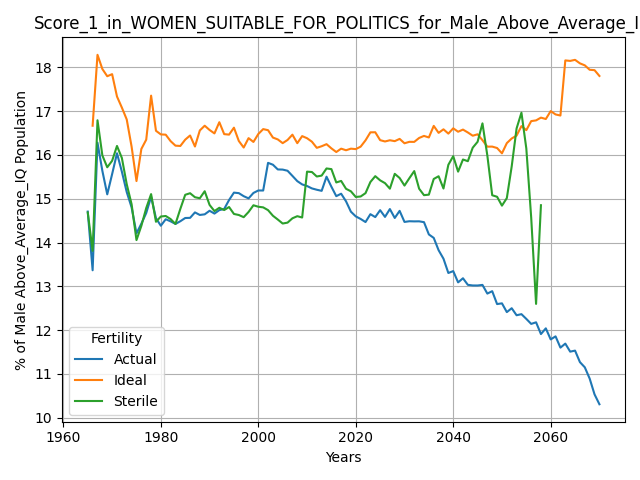 Score_1_in_WOMEN_SUITABLE_FOR_POLITICS_for_Male_Above_Average_I
18
17
16
15
14
13
12
11
10
% of Male Above_Average_IQ Population
Fertility
Actual
Ideal
Sterile
1960
1980
2000
2020
2040
2060
Years